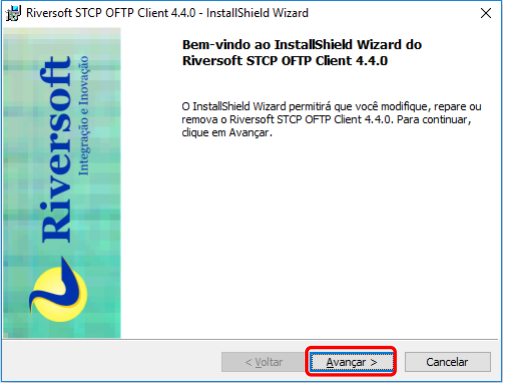 Riversoft STCP OFTP Client 4.4.0 - InstallShield Wizard
Riversoft
Integração e Inovação
Bem-vindo ao InstallShield Wizard do
Riversoft STCP OFTP Client 4.4.0
O InstallShield Wizard permitirá que você modifique, repare ou
remova o Riversoft STCP OFTP Client 4.4.0. Para continuar,
clique em Avançar.
< Voltar
Avançar >
Cancelar